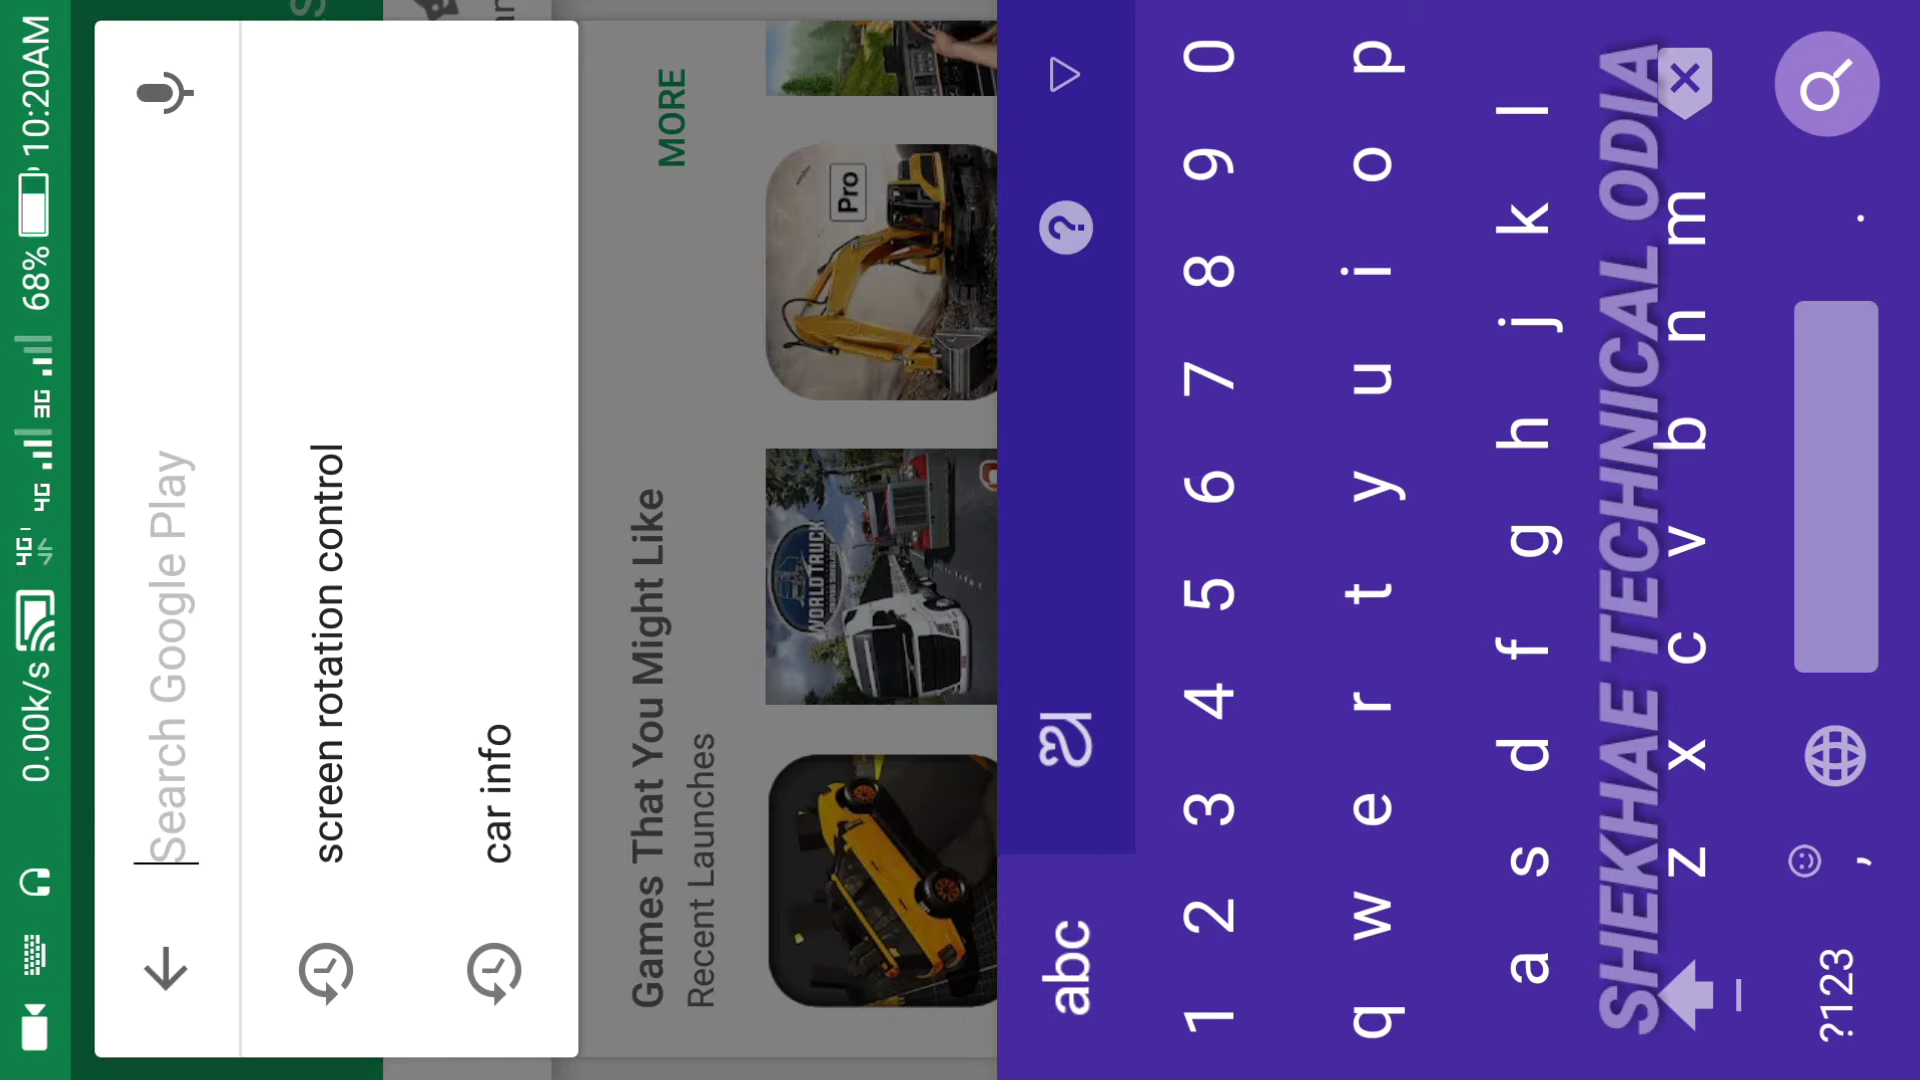 0.00k/s 4G 4G 3G 68% 10:20AM
Search Google Play
screen rotation control
car info
Games That You Might Like
MORE
Recent Launches
WORLD TRUCK
Pro
abc ଅ ?
1 2 3 4 5 6 7 8 9 0
q w e r t y u i o p
a s d f g h j k l
SHEKHAE TECHNICAL ODIA
z x c v b n m
?123 , .